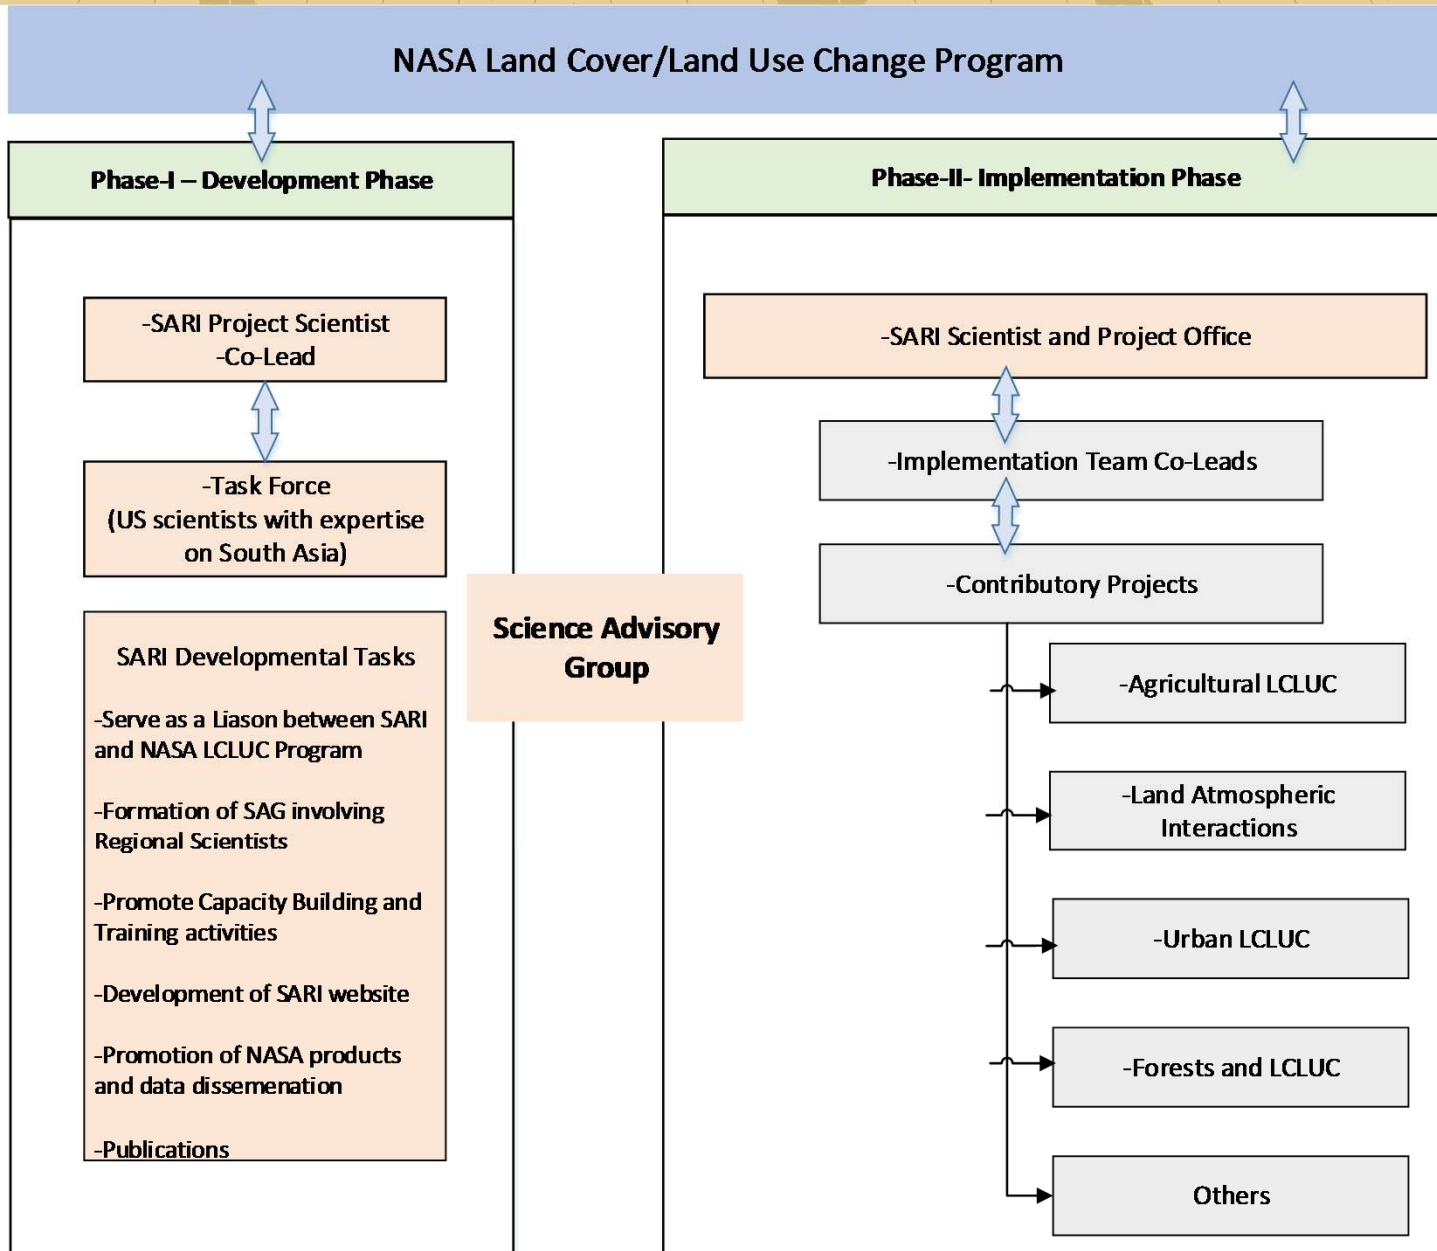 NASA Land Cover/Land Use Change Program
Phase-I – Development Phase
-SARI Project Scientist
-Co-Lead
-Task Force
(US scientists with expertise
on South Asia)
SARI Developmental Tasks
-Serve as a Liason between SARI
and NASA LCLUC Program
-Formation of SAG involving
Regional Scientists
-Promote Capacity Building and
Training activities
-Development of SARI website
-Promotion of NASA products
and data dissemenation
-Publications
Science Advisory
Group
Phase-II- Implementation Phase
-SARI Scientist and Project Office
-Implementation Team Co-Leads
-Contributory Projects
-Agricultural LCLUC
-Land Atmospheric
Interactions
-Urban LCLUC
-Forests and LCLUC
Others